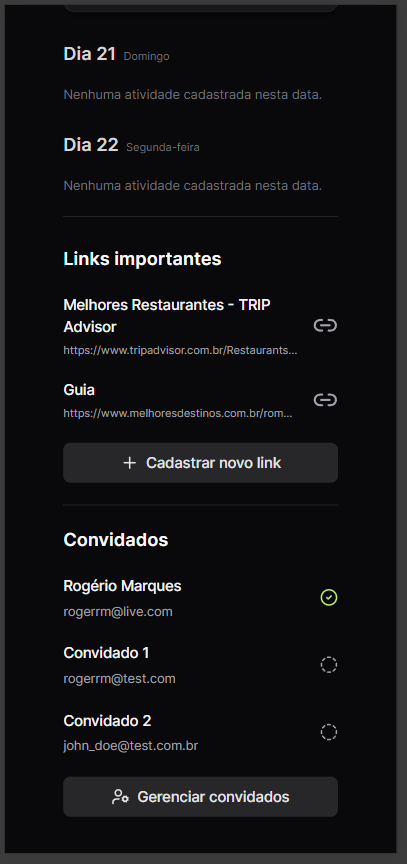 Dia 21 Domingo
Nenhuma atividade cadastrada nesta data.
Dia 22 Segunda-feira
Nenhuma atividade cadastrada nesta data.
Links importantes
Melhores Restaurantes - TRIP
Advisor
https://www.tripadvisor.com.br/Restaurants...
Guia
https://www.melhoresdestinos.com.br/rom...
Cadastrar novo link
Convidados
Rogério Marques
rogerrm@live.com
Convidado 1
rogerrm@test.com
Convidado 2
john_doe@test.com.br
Gerenciar convidados